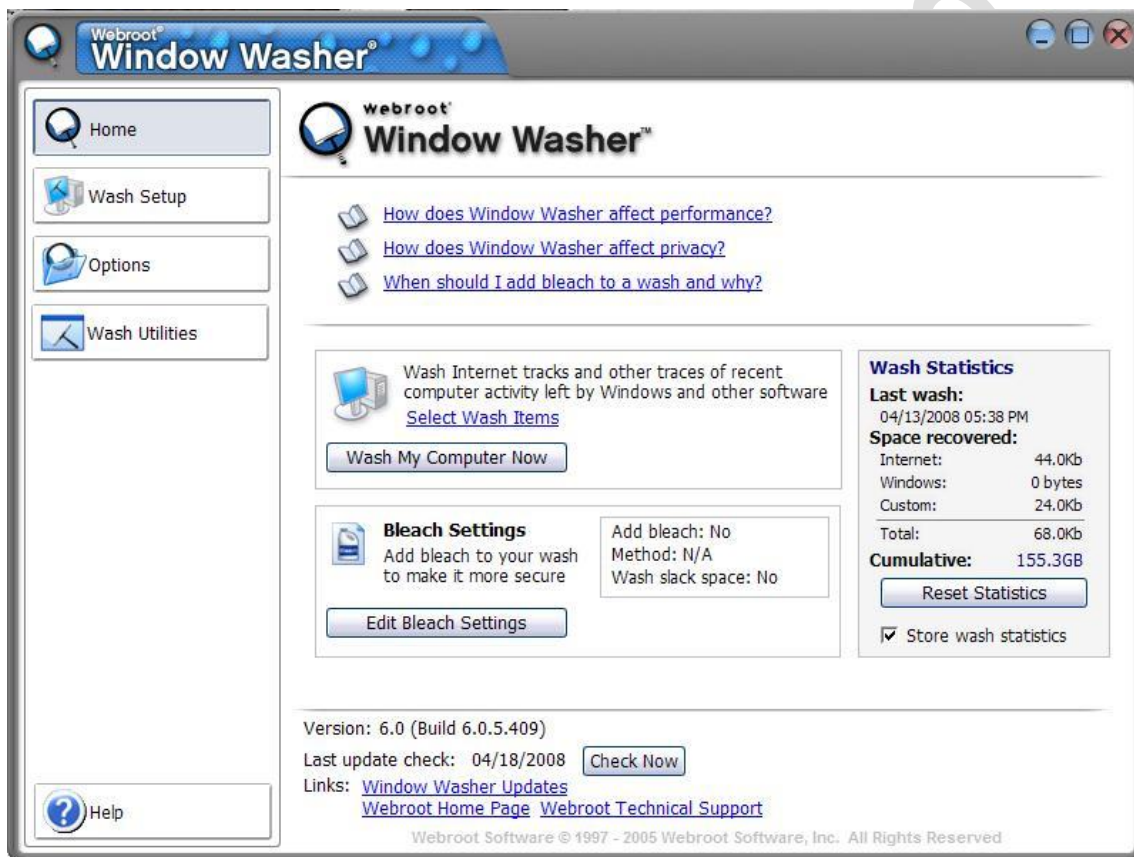 Webroot®
Window Washer®
Home
Wash Setup
Options
Wash Utilities
Help
webroot®
Window Washer™
How does Window Washer affect performance?
How does Window Washer affect privacy?
When should I add bleach to a wash and why?
Wash Internet tracks and other traces of recent
computer activity left by Windows and other software
Select Wash Items
Wash My Computer Now
Bleach Settings
Add bleach to your wash
to make it more secure
Add bleach: No
Method: N/A
Wash slack space: No
Edit Bleach Settings
Wash Statistics
Last wash:
04/13/2008 05:38 PM
Space recovered:
Internet: 44.0Kb
Windows: 0 bytes
Custom: 24.0Kb
Total: 68.0Kb
Cumulative: 155.3GB
Reset Statistics
Store wash statistics
Version: 6.0 (Build 6.0.5.409)
Last update check: 04/18/2008 Check Now
Links: Window Washer Updates
Webroot Home Page Webroot Technical Support
Webroot Software © 1997 - 2005 Webroot Software, Inc. All Rights Reserved